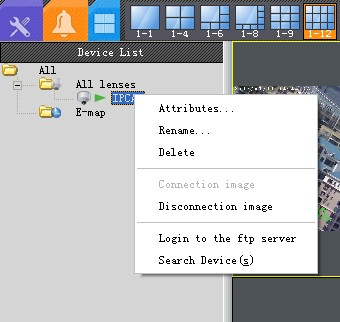 1-1 1-4 1-6 1-8 1-9 1-12
Device List
All
All lenses
IPCA
E-map
Attributes...
Rename...
Delete
Connection image
Disconnection image
Login to the ftp server
Search Device(s)